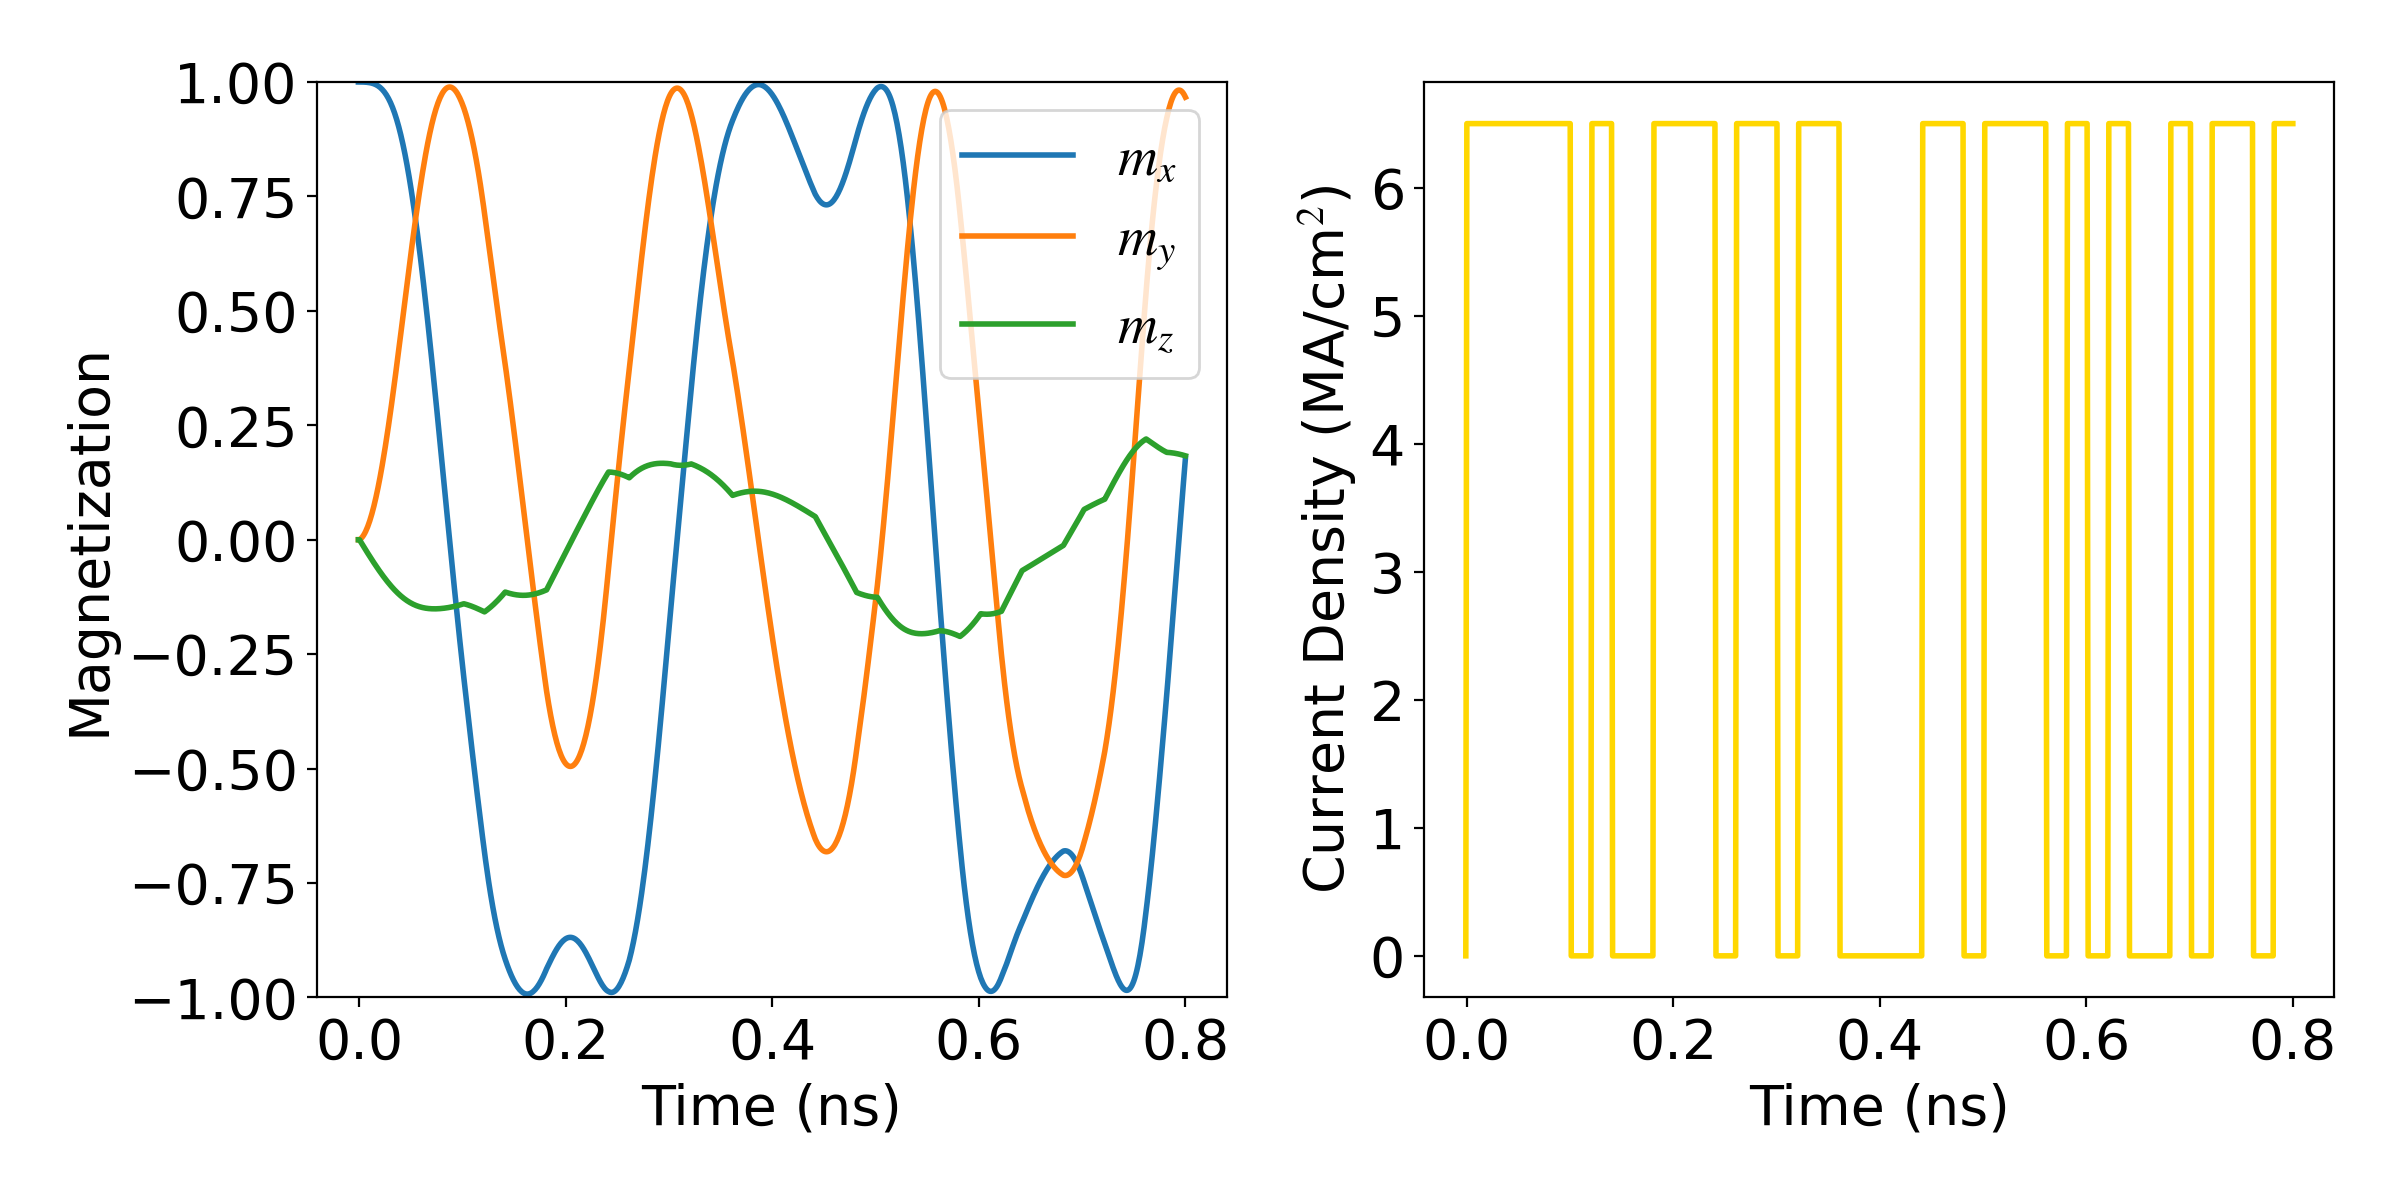 1.00
0.75
0.50
0.25
0.00
−0.25
−0.50
−0.75
−1.00
Magnetization
0.0 0.2 0.4 0.6 0.8
Time (ns)
mₓ
m_y
m_z
6
5
4
3
2
1
0
Current Density (MA/cm²)
0.0 0.2 0.4 0.6 0.8
Time (ns)